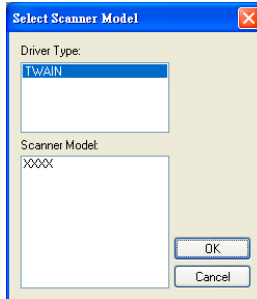 Select Scanner Model
Driver Type:
TWAIN
Scanner Model:
XXXX
OK
Cancel